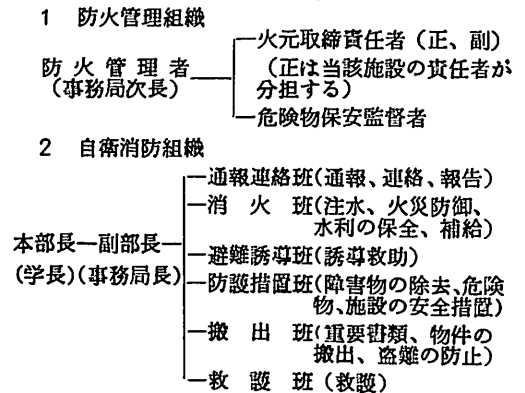 1 防火管理組織
火元取締責任者(正、副)
防火管理者
(正は当該施設の責任者が
(事務局次長)
分担する)
危険物保安監督者
2 自衛消防組織
通報連絡班(通報、連絡、報告)
消火班(注水、火災防御、
水利の保全、補給)
本部長―副部長
避難誘導班(誘導救助)
(学長)(事務局長)
防護措置班(障害物の除去、危険
物、施設の安全措置)
搬出班(重要書類、物件の
搬出、盗難の防止)
救護班(救護)